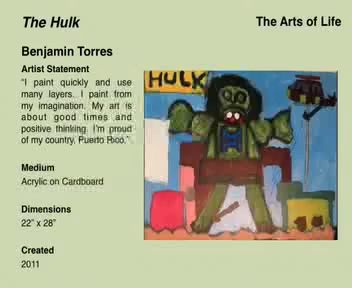 The Hulk
The Arts of Life
Benjamin Torres
Artist Statement
“I paint quickly and use
many layers. I paint from
my imagination. My art is
about good times and
positive thinking. I'm proud
of my country, Puerto Rico.”
HULK
Medium
Acrylic on Cardboard
Dimensions
22” x 28”
Created
2011